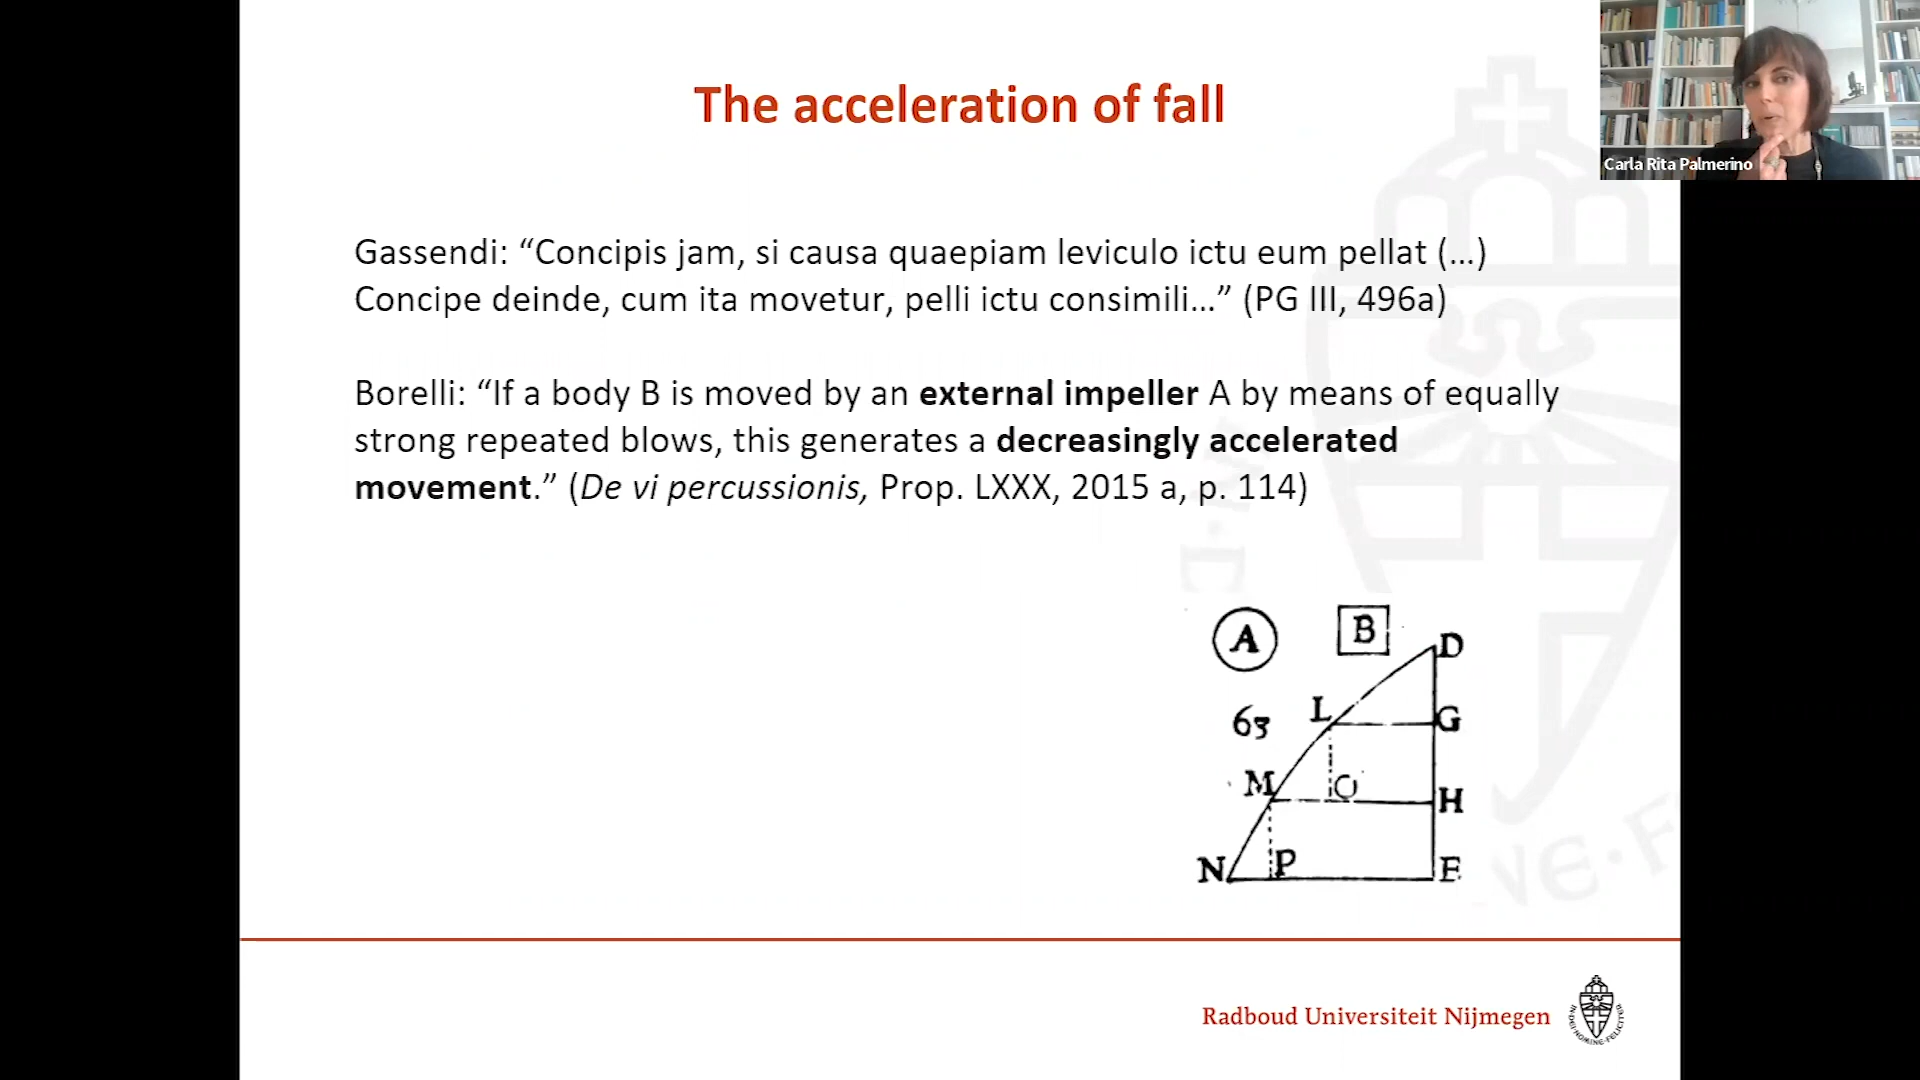 The acceleration of fall
Carla Rita Palmerino
Gassendi: “Concipis jam, si causa quaepiam leviculo ictu eum pellat (…)
Concipe deinde, cum ita movetur, pelli ictu consimili…” (PG III, 496a)
Borelli: “If a body B is moved by an external impeller A by means of equally
strong repeated blows, this generates a decreasingly accelerated
movement.” (De vi percussionis, Prop. LXXX, 2015 a, p. 114)
A B D
63 L G
M O H
N P E
Radboud Universiteit Nijmegen